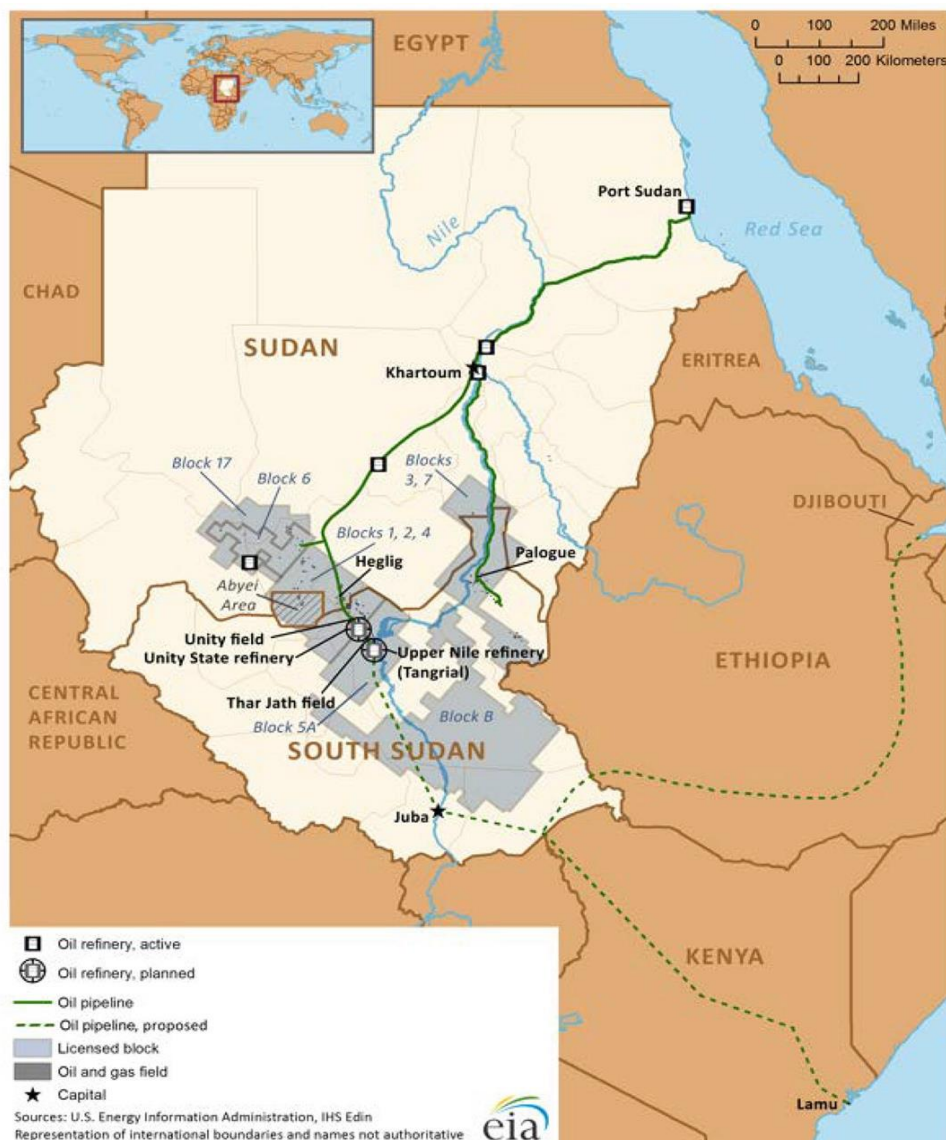 EGYPT
0 100 200 Miles
0 100 200 Kilometers
Port Sudan
Nile
Red Sea
CHAD
SUDAN
Khartoum
ERITREA
Block 17
Block 6
Blocks
3, 7
DJIBOUTI
Blocks 1, 2, 4
Heglig
Palogue
Abyei
Area
Unity field
Unity State refinery
Upper Nile refinery
(Tangrial)
ETHIOPIA
CENTRAL
AFRICAN
REPUBLIC
Thar Jath field
Block 5A
Block B
SOUTH SUDAN
Juba
KENYA
Lamu
Oil refinery, active
Oil refinery, planned
Oil pipeline
Oil pipeline, proposed
Licensed block
Oil and gas field
Capital
Sources: U.S. Energy Information Administration, IHS Edin
Representation of international boundaries and names not authoritative
eia